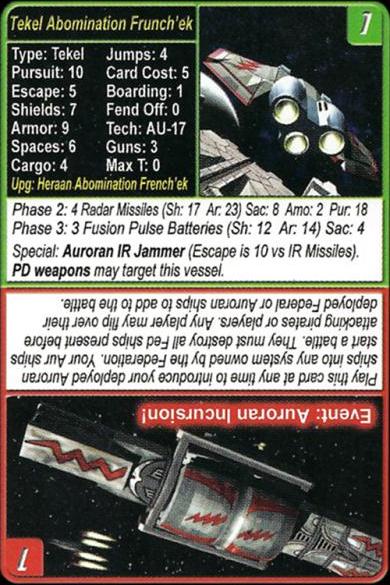 Tekel Abomination Frunch'ek
1
Type: Tekel Jumps: 4
Pursuit: 10 Card Cost: 5
Escape: 5 Boarding: 1
Shields: 7 Fend Off: 0
Armor: 9 Tech: AU-17
Spaces: 6 Guns: 3
Cargo: 4 Max T: 0
Upg: Heraan Abomination French'ek
Phase 2: 4 Radar Missiles (Sh: 17 Ar: 23) Sac: 8 Amo: 2 Pur: 18
Phase 3: 3 Fusion Pulse Batteries (Sh: 12 Ar: 14) Sac: 4
Special: Auroran IR Jammer (Escape is 10 vs IR Missiles).
PD weapons may target this vessel.
1
Event: Auroran Incursion!
Play this card at any time to introduce your deployed Auroran
ships into any system owned by the Federation. Your Aur ships
start a battle. They must destroy all Fed ships present before
attacking pirates or players. Any player may flip over their
deployed Federal or Auroran ships to add to the battle.